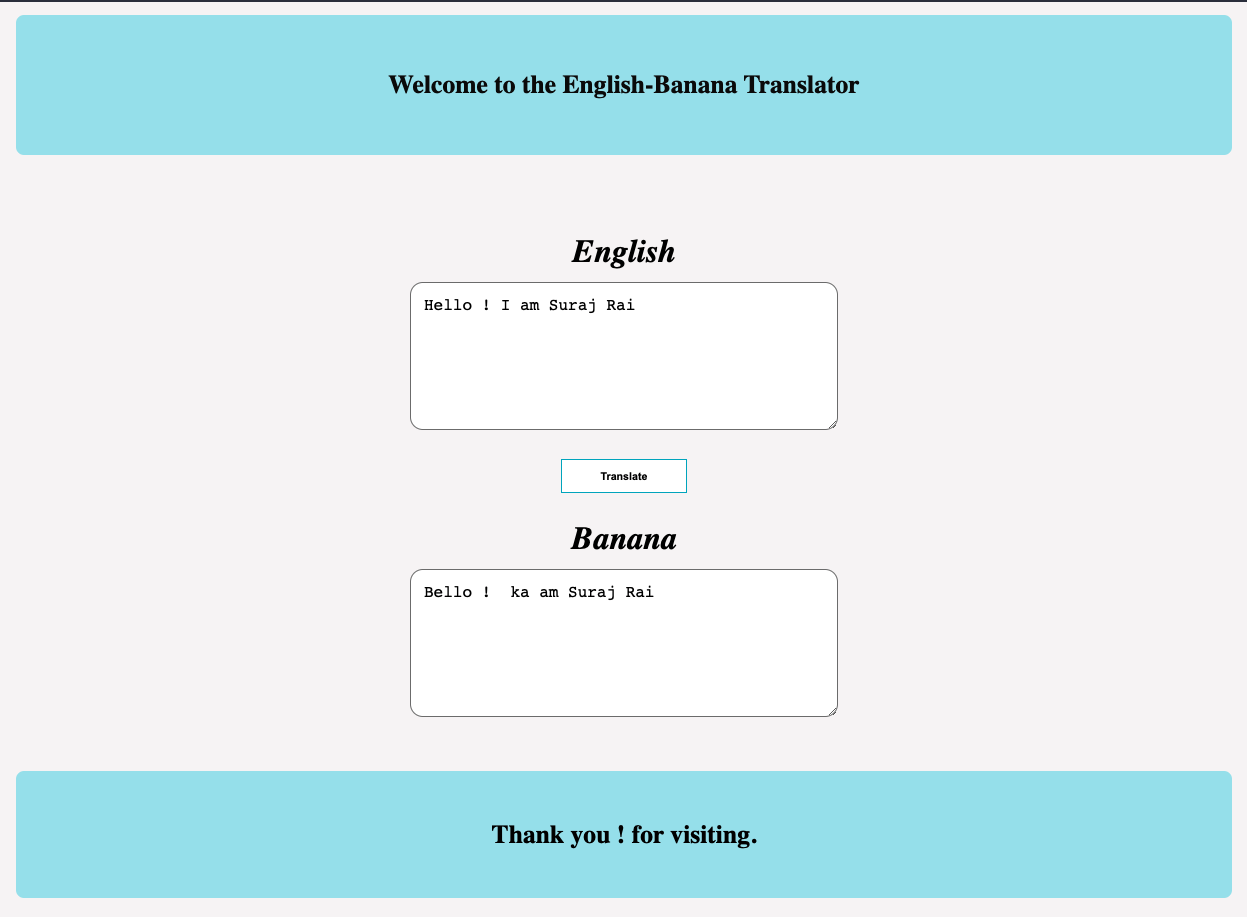 Welcome to the English-Banana Translator
English
Hello ! I am Suraj Rai
Translate
Banana
Bello !  ka am Suraj Rai
Thank you ! for visiting.